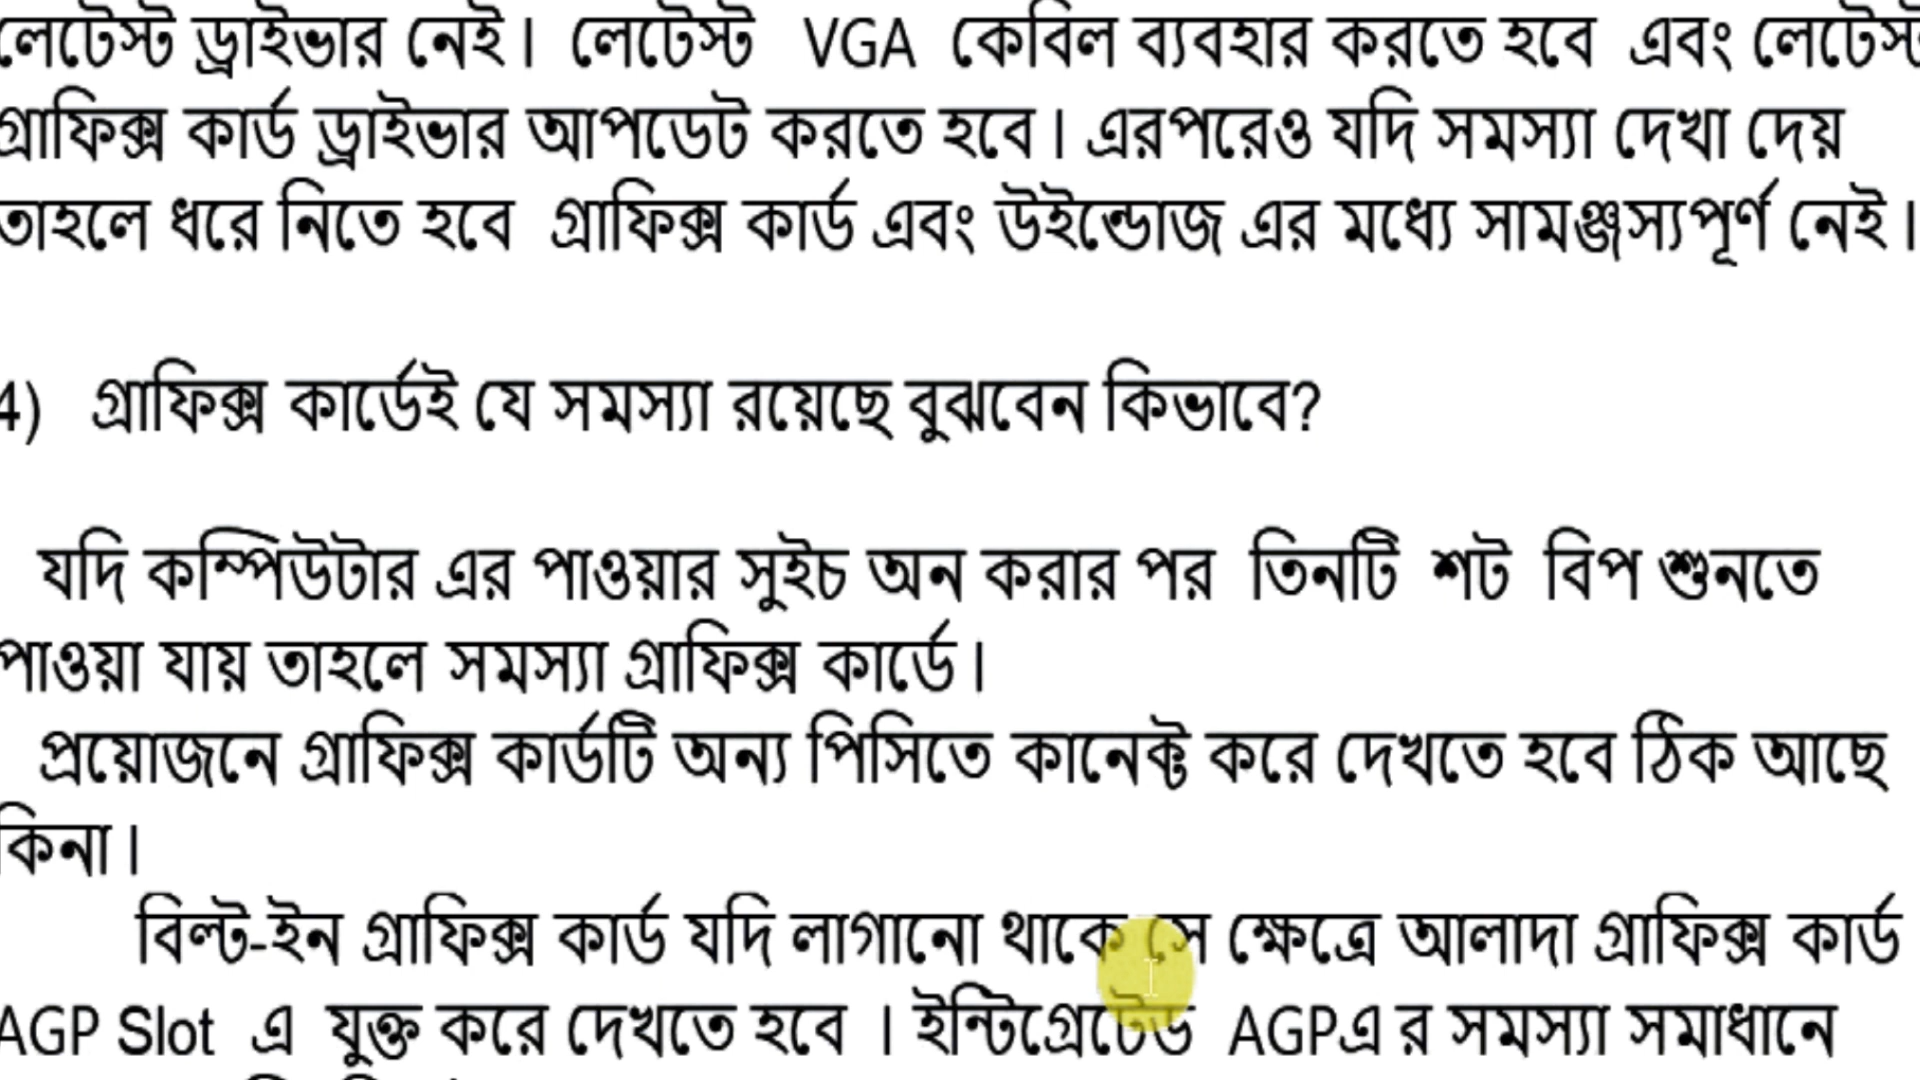 লেটেস্ট ড্রাইভার নেই। লেটেস্ট VGA কেবিল ব্যবহার করতে হবে এবং লেটেস্ট
গ্রাফিক্স কার্ড ড্রাইভার আপডেট করতে হবে। এরপরেও যদি সমস্যা দেখা দেয়
তাহলে ধরে নিতে হবে গ্রাফিক্স কার্ড এবং উইন্ডোজ এর মধ্যে সামঞ্জস্যপূর্ণ নেই।
4) গ্রাফিক্স কার্ডেই যে সমস্যা রয়েছে বুঝবেন কিভাবে?
যদি কম্পিউটার এর পাওয়ার সুইচ অন করার পর তিনটি শট বিপ শুনতে
পাওয়া যায় তাহলে সমস্যা গ্রাফিক্স কার্ডে।
প্রয়োজনে গ্রাফিক্স কার্ডটি অন্য পিসিতে কানেক্ট করে দেখতে হবে ঠিক আছে
কিনা।
বিল্ট-ইন গ্রাফিক্স কার্ড যদি লাগানো থাকে সে ক্ষেত্রে আলাদা গ্রাফিক্স কার্ড
AGP Slot এ যুক্ত করে দেখতে হবে । ইন্টিগ্রেটেড AGPএ র সমস্যা সমাধানে